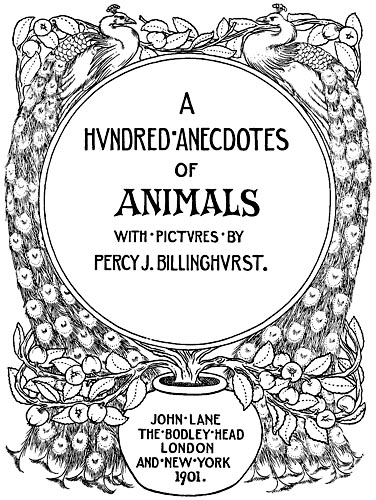 A
HVNDRED·ANECDOTES
OF
ANIMALS
WITH·PICTVRES·BY
PERCY J. BILLINGHVRST.
JOHN·LANE
THE·BODLEY·HEAD
LONDON
AND·NEW·YORK
1901.